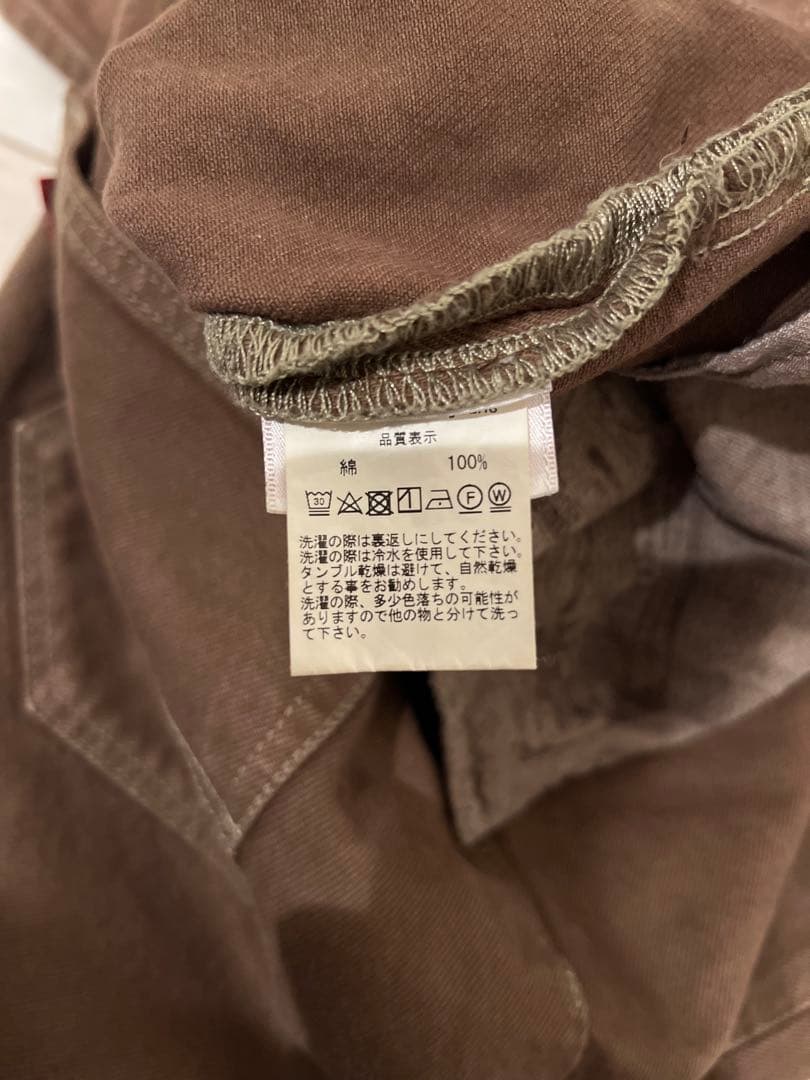 品質表示
綿 100%
30 F W
洗濯の際は裏返しにしてください。
洗濯の際は冷水を使用して下さい。
タンブル乾燥は避けて、自然乾燥
とする事をお勧めします。
洗濯の際、多少色落ちの可能性が
ありますので他の物と分けて洗っ
て下さい。